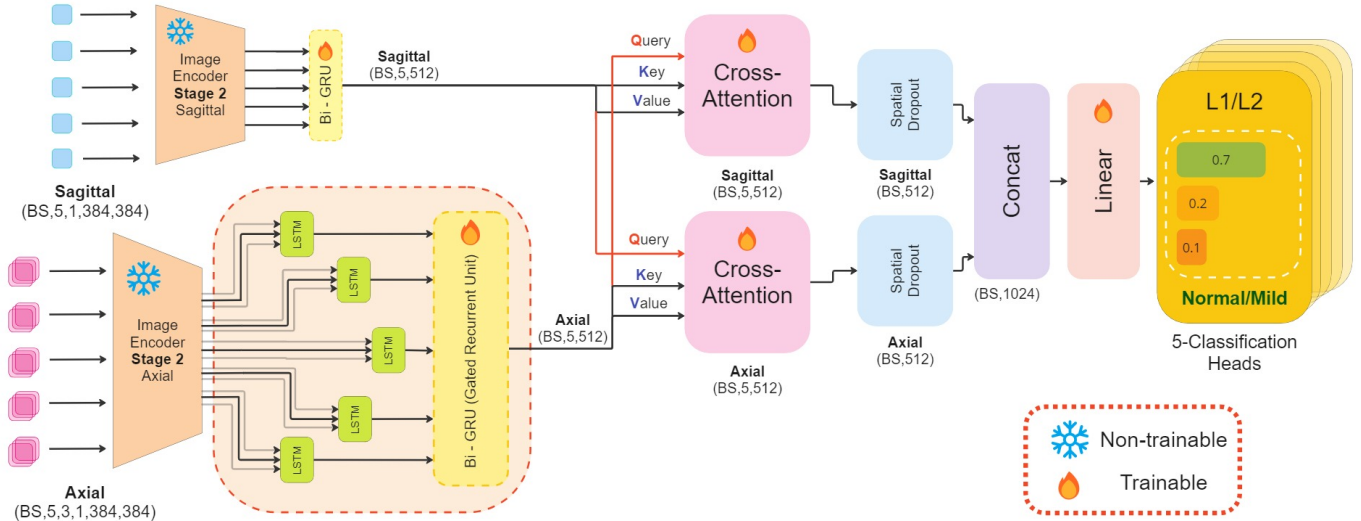 Image
Encoder
Stage 2
Sagittal
Bi - GRU
Sagittal
(BS,5,512)
Sagittal
(BS,5,1,384,384)
Query
Key
Value
Cross-
Attention
Sagittal
(BS,5,512)
Spatial
Dropout
Sagittal
(BS,512)
Image
Encoder
Stage 2
Axial
Axial
(BS,5,3,1,384,384)
LSTM
LSTM
LSTM
LSTM
LSTM
Bi - GRU (Gated Recurrent Unit)
Axial
(BS,5,512)
Query
Key
Value
Cross-
Attention
Axial
(BS,5,512)
Spatial
Dropout
Axial
(BS,512)
Concat
(BS,1024)
Linear
L1/L2
0.7
0.2
0.1
Normal/Mild
5-Classification
Heads
Non-trainable
Trainable